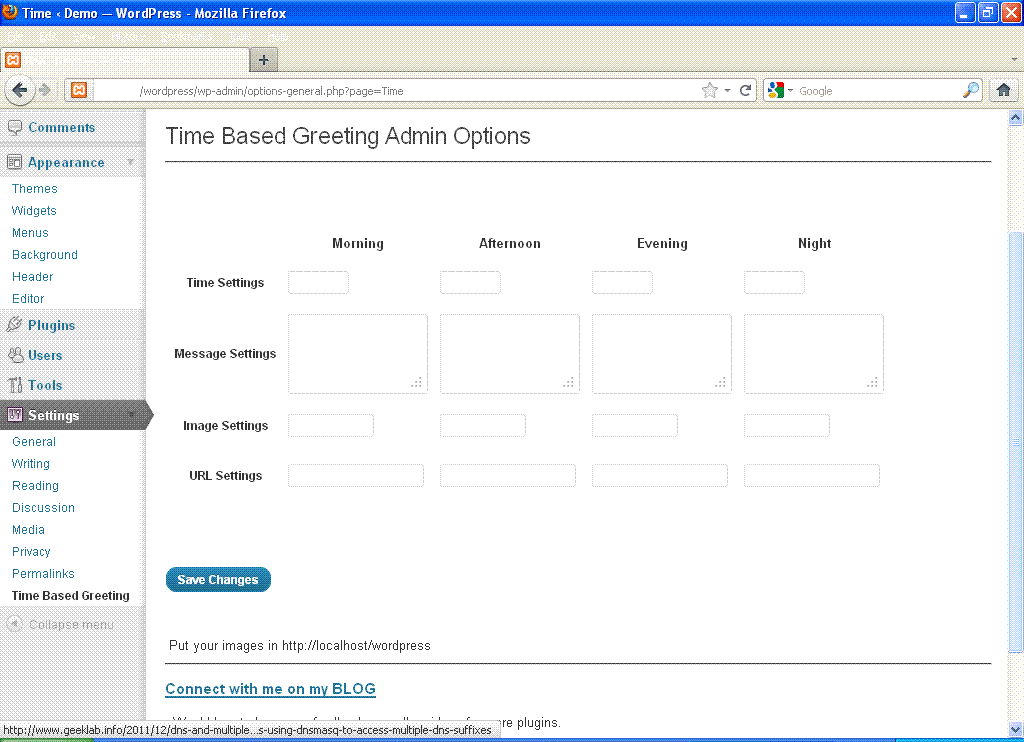 Time ‹ Demo — WordPress - Mozilla Firefox
/wordpress/wp-admin/options-general.php?page=Time
Google
Comments
Appearance
Themes
Widgets
Menus
Background
Header
Editor
Plugins
Users
Tools
Settings
General
Writing
Reading
Discussion
Media
Privacy
Permalinks
Time Based Greeting
Collapse menu
Time Based Greeting Admin Options
Morning Afternoon Evening Night
Time Settings
Message Settings
Image Settings
URL Settings
Save Changes
Put your images in http://localhost/wordpress
Connect with me on my BLOG
plugins.
http://www.geeklab.info/2011/12/dns-and-multiple...s-using-dnsmasq-to-access-multiple-dns-suffixes